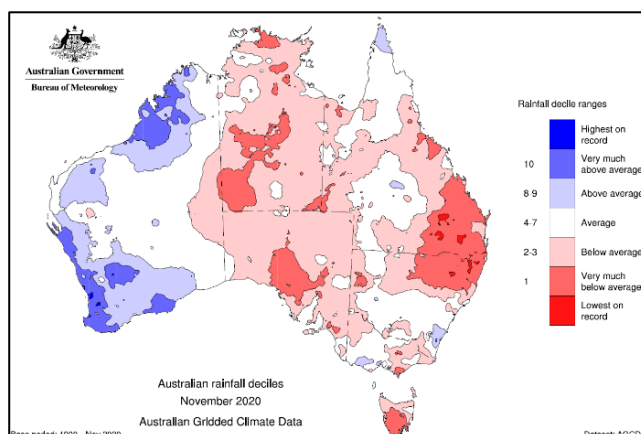 Australian Government
Bureau of Meteorology
Rainfall decile ranges
Highest on
record
10
Very much
above average
8-9
Above average
4-7
Average
2-3
Below average
1
Very much
below average
Lowest on
record
Australian rainfall deciles
November 2020
Australian Gridded Climate Data